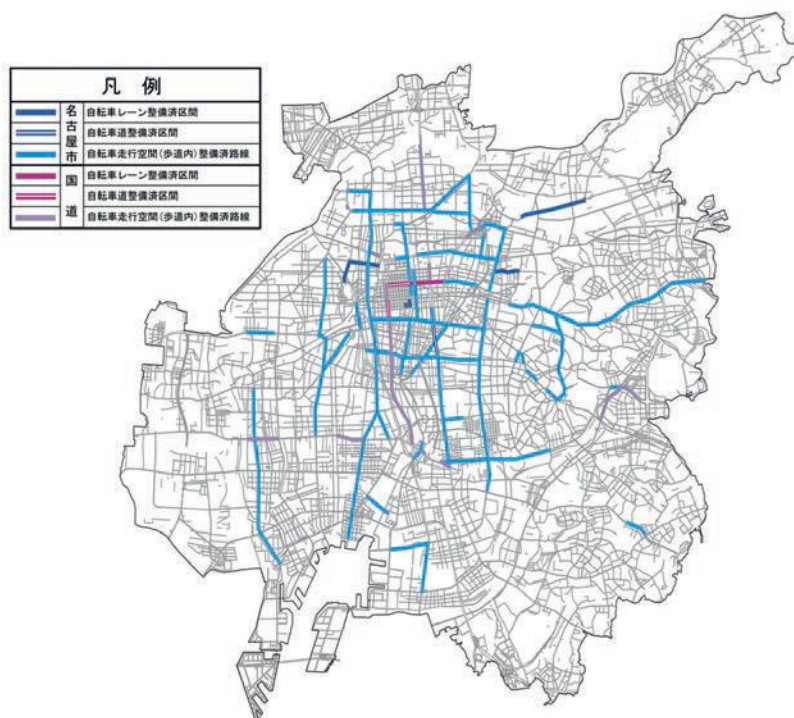 凡例
名古屋市
自転車レーン整備済区間
自転車道整備済区間
自転車走行空間(歩道内)整備済路線
国道
自転車レーン整備済区間
自転車道整備済区間
自転車走行空間(歩道内)整備済路線